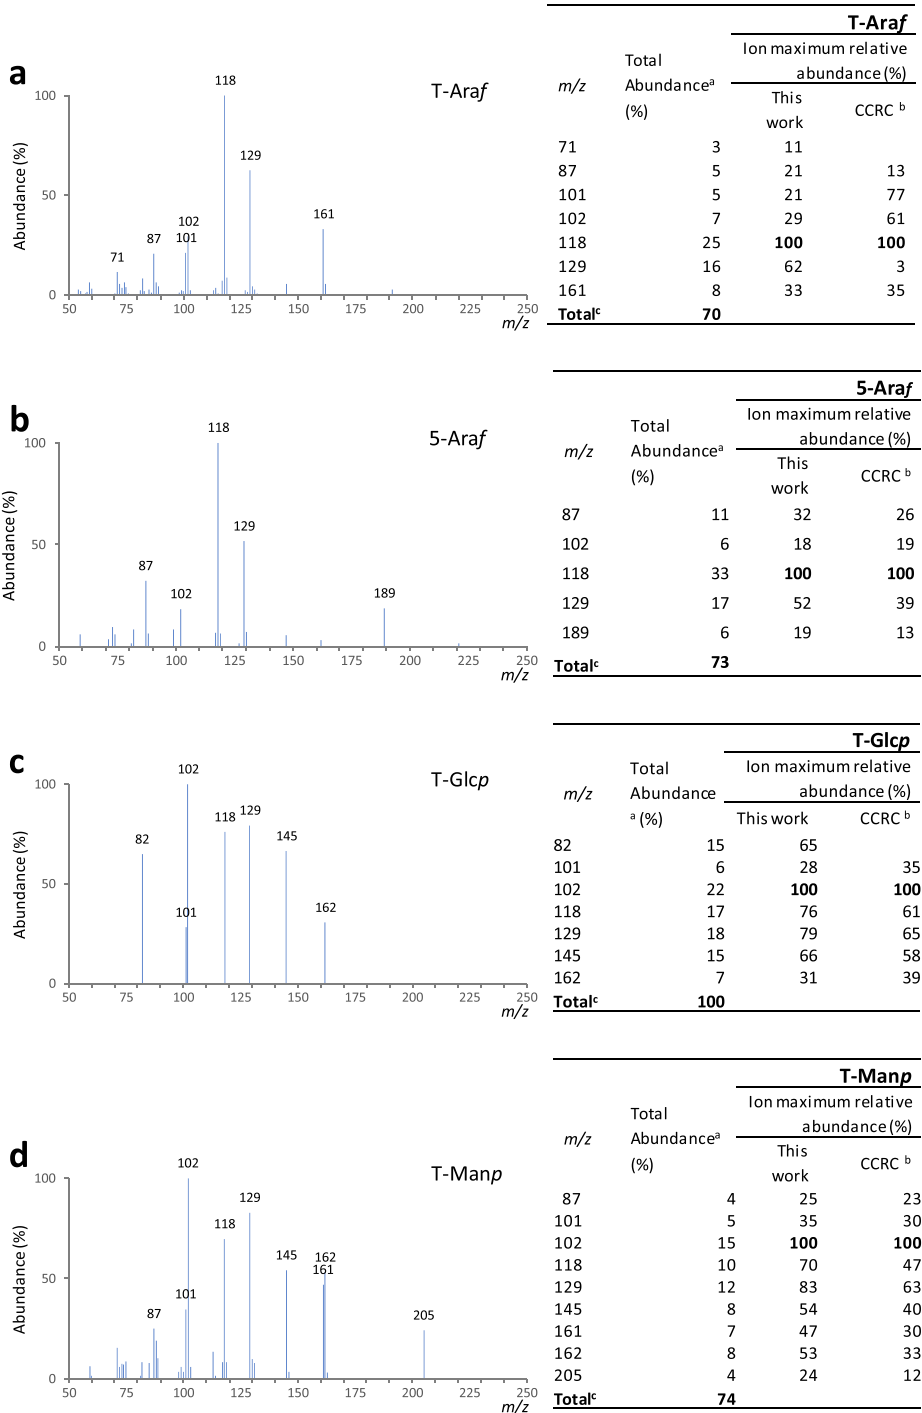 a
T-Araf
Abundance (%)
100
50
0
118
129
161
102
101
87
71
50 75 100 125 150 175 200 225 250
m/z
T-Araf
Ion maximum relative
abundance (%)
m/z
Total
Abundanceᵃ
(%)
This
work
CCRC ᵇ
71 3 11
87 5 21 13
101 5 21 77
102 7 29 61
118 25 100 100
129 16 62 3
161 8 33 35
Totalᶜ 70
b
5-Araf
Abundance (%)
100
50
0
118
129
87
102
189
50 75 100 125 150 175 200 225 250
m/z
5-Araf
Ion maximum relative
abundance (%)
m/z
Total
Abundanceᵃ
(%)
This
work
CCRC ᵇ
87 11 32 26
102 6 18 19
118 33 100 100
129 17 52 39
189 6 19 13
Totalᶜ 73
c
T-Glcp
Abundance (%)
100
50
0
102
82
118
129
145
101
162
50 75 100 125 150 175 200 225 250
m/z
T-Glcp
Ion maximum relative
abundance (%)
m/z
Total
Abundance
ᵃ (%)
This work CCRC ᵇ
82 15 65
101 6 28 35
102 22 100 100
118 17 76 61
129 18 79 65
145 15 66 58
162 7 31 39
Totalᶜ 100
d
T-Manp
Abundance (%)
100
50
0
102
129
118
145
162
161
101
87
205
50 75 100 125 150 175 200 225 250
m/z
T-Manp
Ion maximum relative
abundance (%)
m/z
Total
Abundanceᵃ
(%)
This
work
CCRC ᵇ
87 4 25 23
101 5 35 30
102 15 100 100
118 10 70 47
129 12 83 63
145 8 54 40
161 7 47 30
162 8 53 33
205 4 24 12
Totalᶜ 74